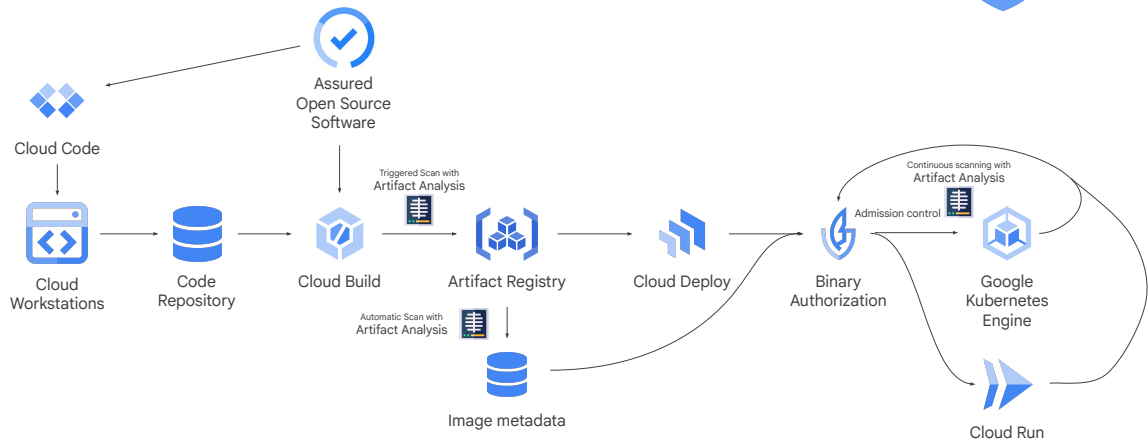 Assured
Open Source
Software
Cloud Code
Triggered Scan with
Artifact Analysis
Continuous scanning with
Artifact Analysis
Admission control
Cloud
Workstations
Code
Repository
Cloud Build
Artifact Registry
Cloud Deploy
Binary
Authorization
Google
Kubernetes
Engine
Automatic Scan with
Artifact Analysis
Image metadata
Cloud Run